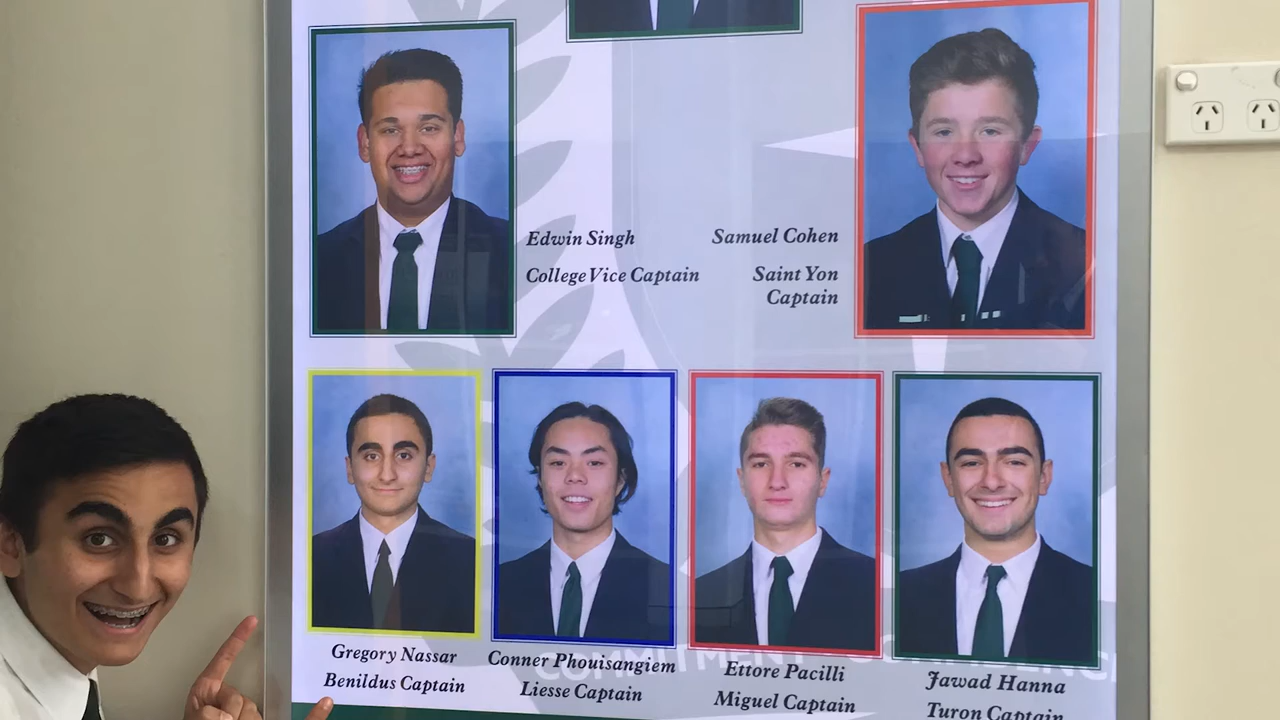 Edwin Singh
College Vice Captain
Samuel Cohen
Saint Yon
Captain
Gregory Nassar
Benildus Captain
Conner Phouisangiem
Liesse Captain
Ettore Pacilli
Miguel Captain
Jawad Hanna
Turon Captain
COMMITMENT